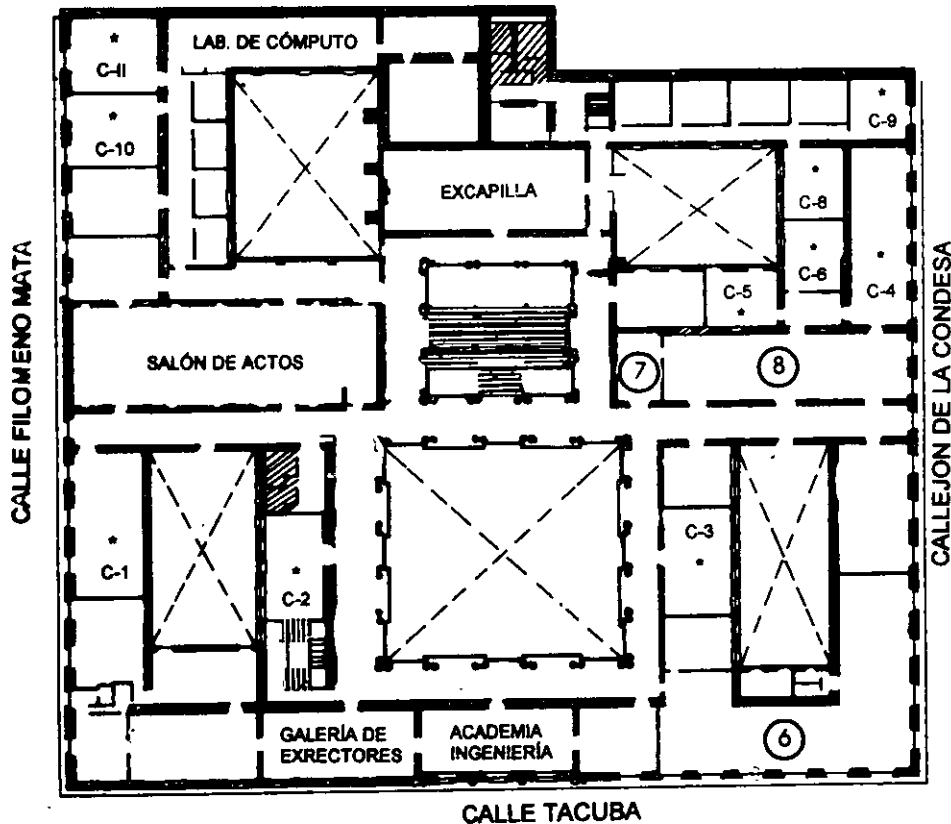 LAB. DE CÓMPUTO
* C-11
* C-10
* C-9
EXCAPILLA
* C-8
* C-6
* C-4
C-5 *
CALLE FILOMENO MATA
CALLEJON DE LA CONDESA
SALÓN DE ACTOS
7
8
* C-1
* C-2
C-3 *
GALERÍA DE
EXRECTORES
ACADEMIA
INGENIERÍA
6
CALLE TACUBA